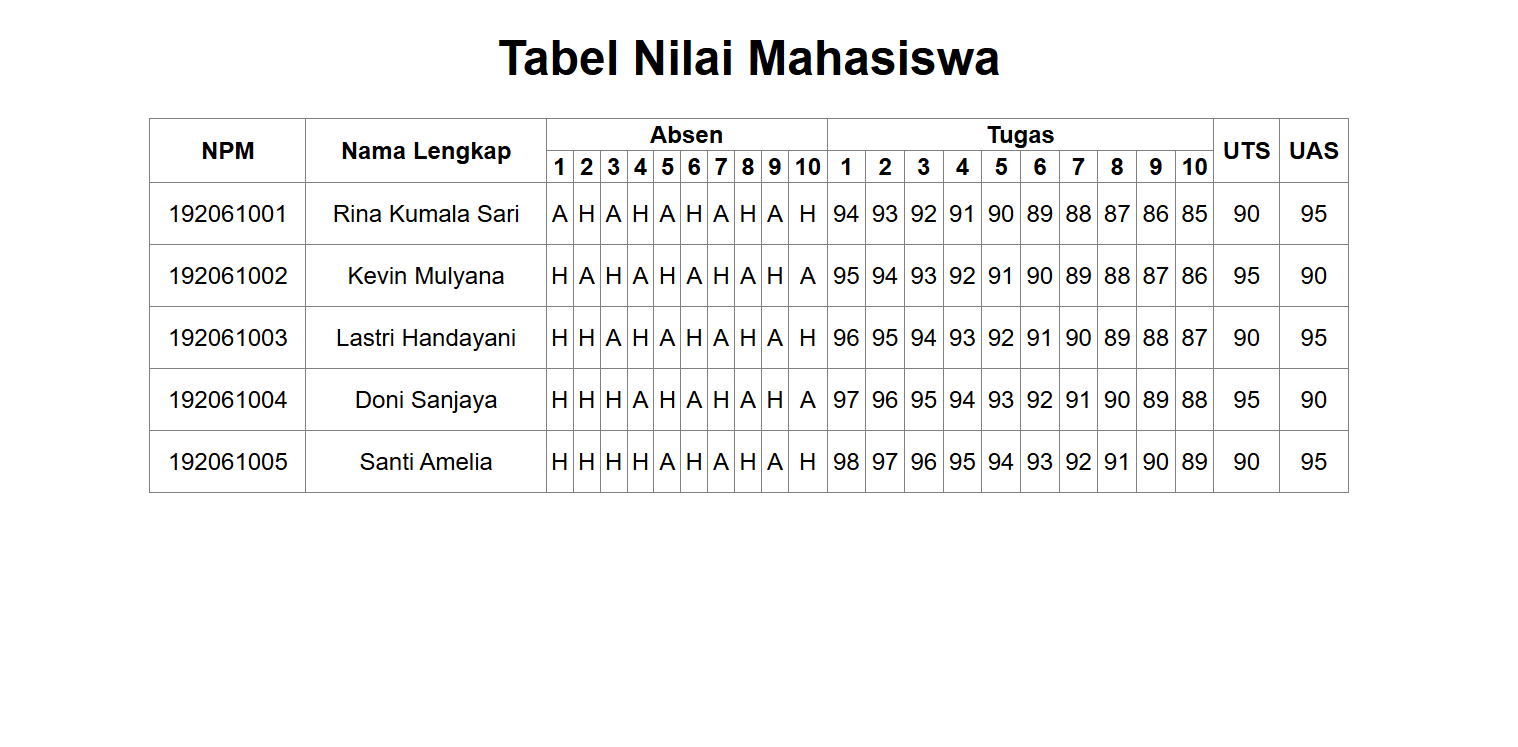 Tabel Nilai Mahasiswa
NPM Nama Lengkap Absen Tugas UTS UAS
1 2 3 4 5 6 7 8 9 10 1 2 3 4 5 6 7 8 9 10
192061001 Rina Kumala Sari A H A H A H A H A H 94 93 92 91 90 89 88 87 86 85 90 95
192061002 Kevin Mulyana H A H A H A H A H A 95 94 93 92 91 90 89 88 87 86 95 90
192061003 Lastri Handayani H H A H A H A H A H 96 95 94 93 92 91 90 89 88 87 90 95
192061004 Doni Sanjaya H H H A H A H A H A 97 96 95 94 93 92 91 90 89 88 95 90
192061005 Santi Amelia H H H H A H A H A H 98 97 96 95 94 93 92 91 90 89 90 95